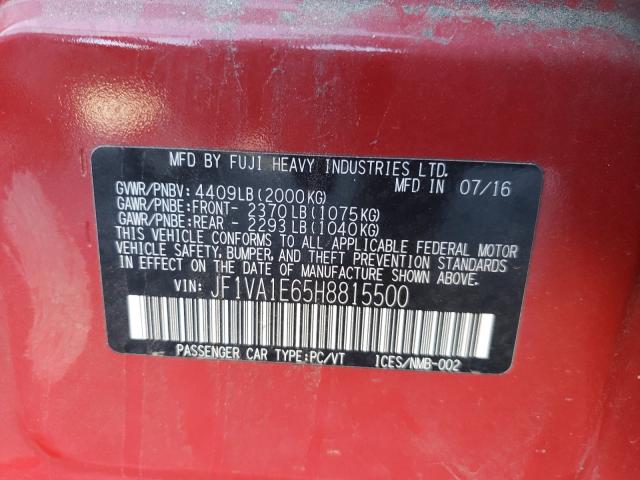 MFD BY FUJI HEAVY INDUSTRIES LTD.
MFD IN 07/16
GVWR/PNBV: 4409LB(2000KG)
GAWR/PNBE:FRONT- 2370LB(1075KG)
GAWR/PNBE:REAR - 2293LB(1040KG)
THIS VEHICLE CONFORMS TO ALL APPLICABLE FEDERAL MOTOR
VEHICLE SAFETY, BUMPER, AND THEFT PREVENTION STANDARDS
IN EFFECT ON THE DATE OF MANUFACTURE SHOWN ABOVE.
VIN: JF1VA1E65H8815500
PASSENGER CAR TYPE:PC/VT ICES/NMB-002